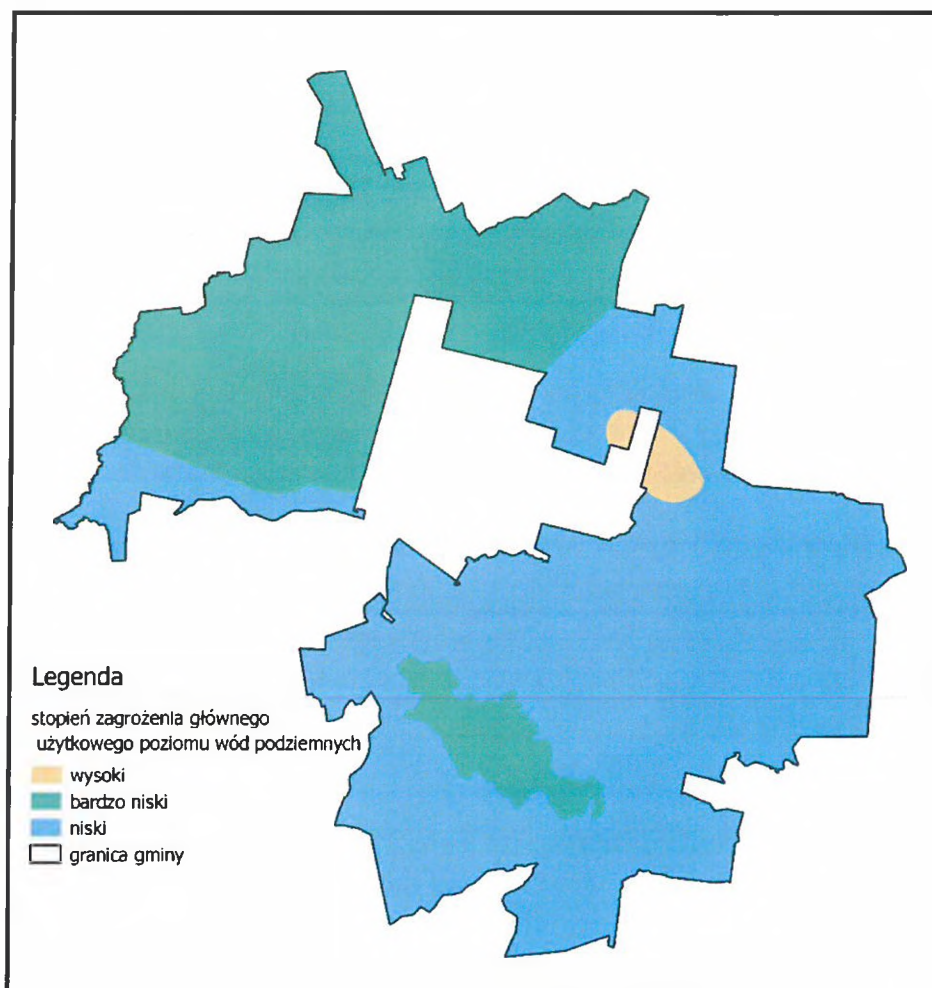 Legenda
stopień zagrożenia głównego
użytkowego poziomu wód podziemnych
wysoki
bardzo niski
niski
granica gminy